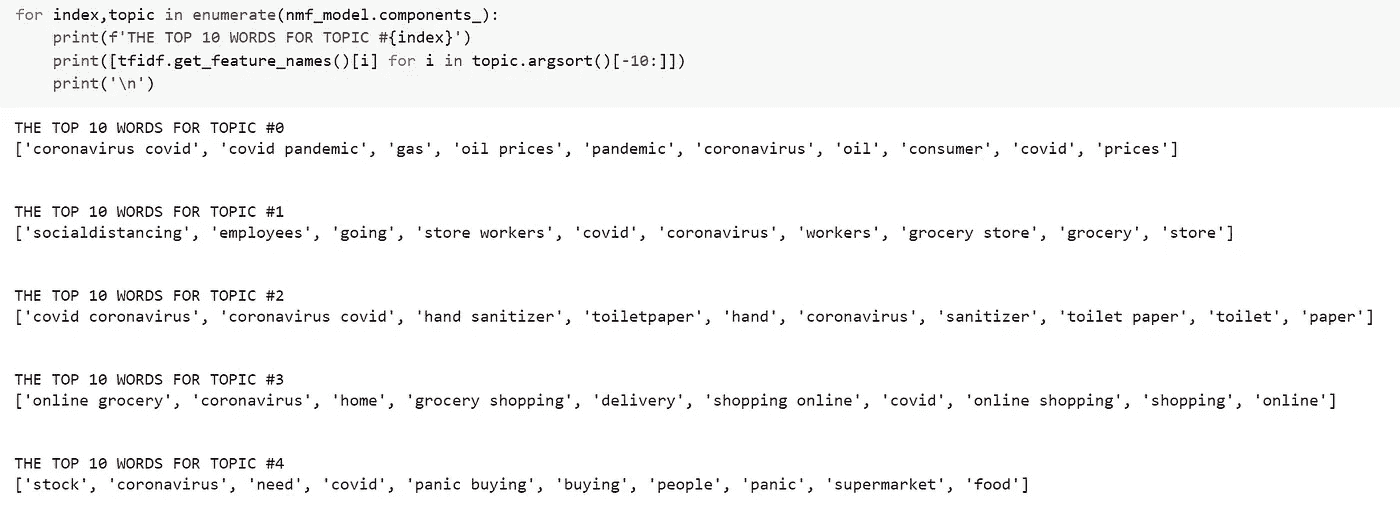 for index,topic in enumerate(nmf_model.components_):
    print(f'THE TOP 10 WORDS FOR TOPIC #{index}')
    print([tfidf.get_feature_names()[i] for i in topic.argsort()[-10:]])
    print('\n')
THE TOP 10 WORDS FOR TOPIC #0
['coronavirus covid', 'covid pandemic', 'gas', 'oil prices', 'pandemic', 'coronavirus', 'oil', 'consumer', 'covid', 'prices']
THE TOP 10 WORDS FOR TOPIC #1
['socialdistancing', 'employees', 'going', 'store workers', 'covid', 'coronavirus', 'workers', 'grocery store', 'grocery', 'store']
THE TOP 10 WORDS FOR TOPIC #2
['covid coronavirus', 'coronavirus covid', 'hand sanitizer', 'toiletpaper', 'hand', 'coronavirus', 'sanitizer', 'toilet paper', 'toilet', 'paper']
THE TOP 10 WORDS FOR TOPIC #3
['online grocery', 'coronavirus', 'home', 'grocery shopping', 'delivery', 'shopping online', 'covid', 'online shopping', 'shopping', 'online']
THE TOP 10 WORDS FOR TOPIC #4
['stock', 'coronavirus', 'need', 'covid', 'panic buying', 'buying', 'people', 'panic', 'supermarket', 'food']